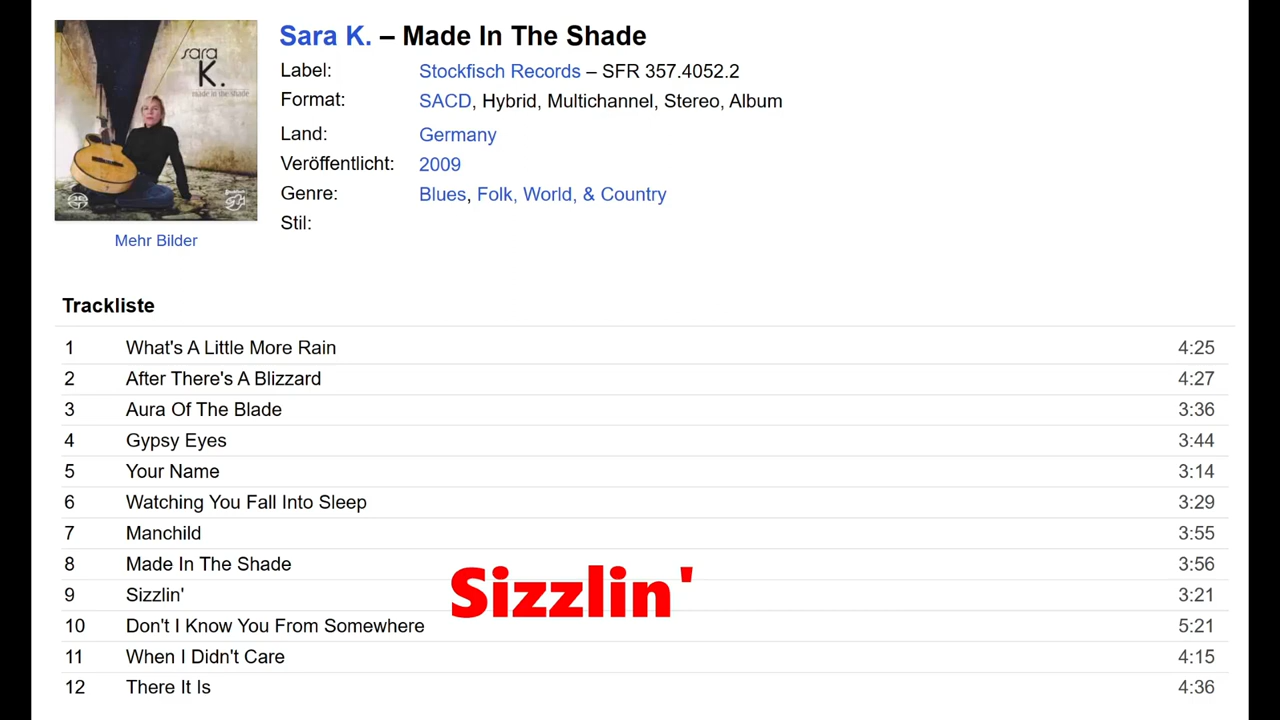 sara
K.
made in the shade
Sara K. – Made In The Shade
Label: Stockfisch Records – SFR 357.4052.2
Format: SACD, Hybrid, Multichannel, Stereo, Album
Land: Germany
Veröffentlicht: 2009
Genre: Blues, Folk, World, & Country
Stil:
Mehr Bilder
Trackliste
1 What's A Little More Rain 4:25
2 After There's A Blizzard 4:27
3 Aura Of The Blade 3:36
4 Gypsy Eyes 3:44
5 Your Name 3:14
6 Watching You Fall Into Sleep 3:29
7 Manchild 3:55
8 Made In The Shade 3:56
9 Sizzlin' Sizzlin' 3:21
10 Don't I Know You From Somewhere 5:21
11 When I Didn't Care 4:15
12 There It Is 4:36